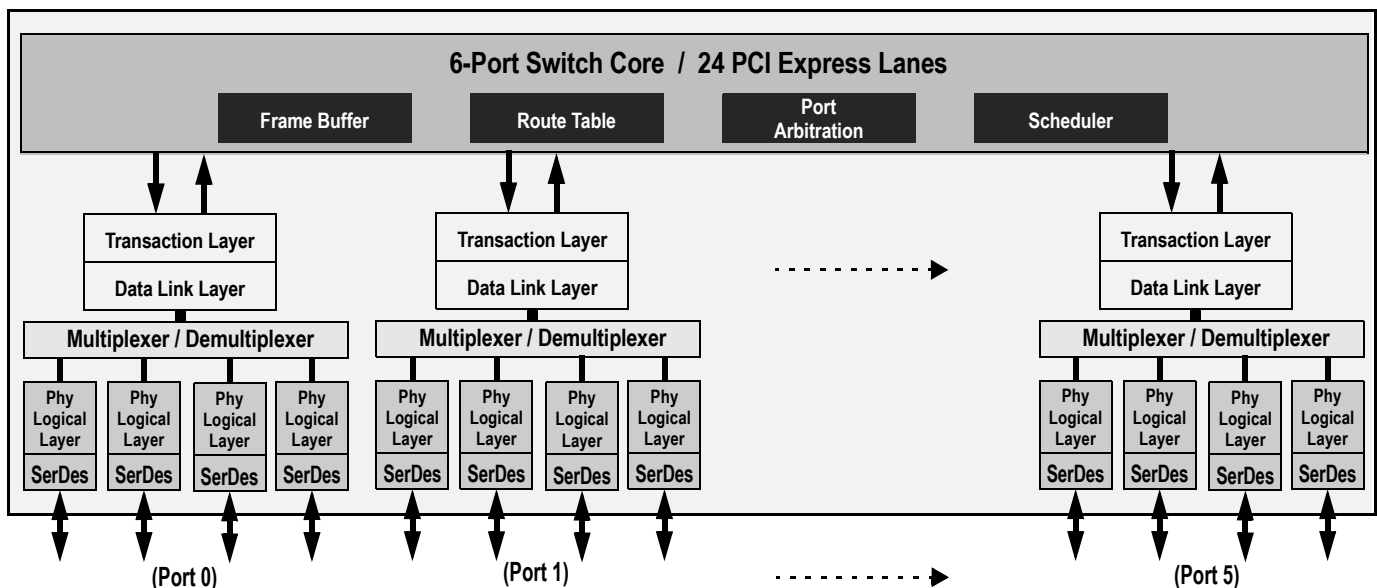 6-Port Switch Core / 24 PCI Express Lanes
Frame Buffer
Route Table
Port
Arbitration
Scheduler
Transaction Layer
Data Link Layer
Multiplexer / Demultiplexer
Phy
Logical
Layer
SerDes
Phy
Logical
Layer
SerDes
Phy
Logical
Layer
SerDes
Phy
Logical
Layer
SerDes
(Port 0)
Transaction Layer
Data Link Layer
Multiplexer / Demultiplexer
Phy
Logical
Layer
SerDes
Phy
Logical
Layer
SerDes
Phy
Logical
Layer
SerDes
Phy
Logical
Layer
SerDes
(Port 1)
Transaction Layer
Data Link Layer
Multiplexer / Demultiplexer
Phy
Logical
Layer
SerDes
Phy
Logical
Layer
SerDes
Phy
Logical
Layer
SerDes
Phy
Logical
Layer
SerDes
(Port 5)